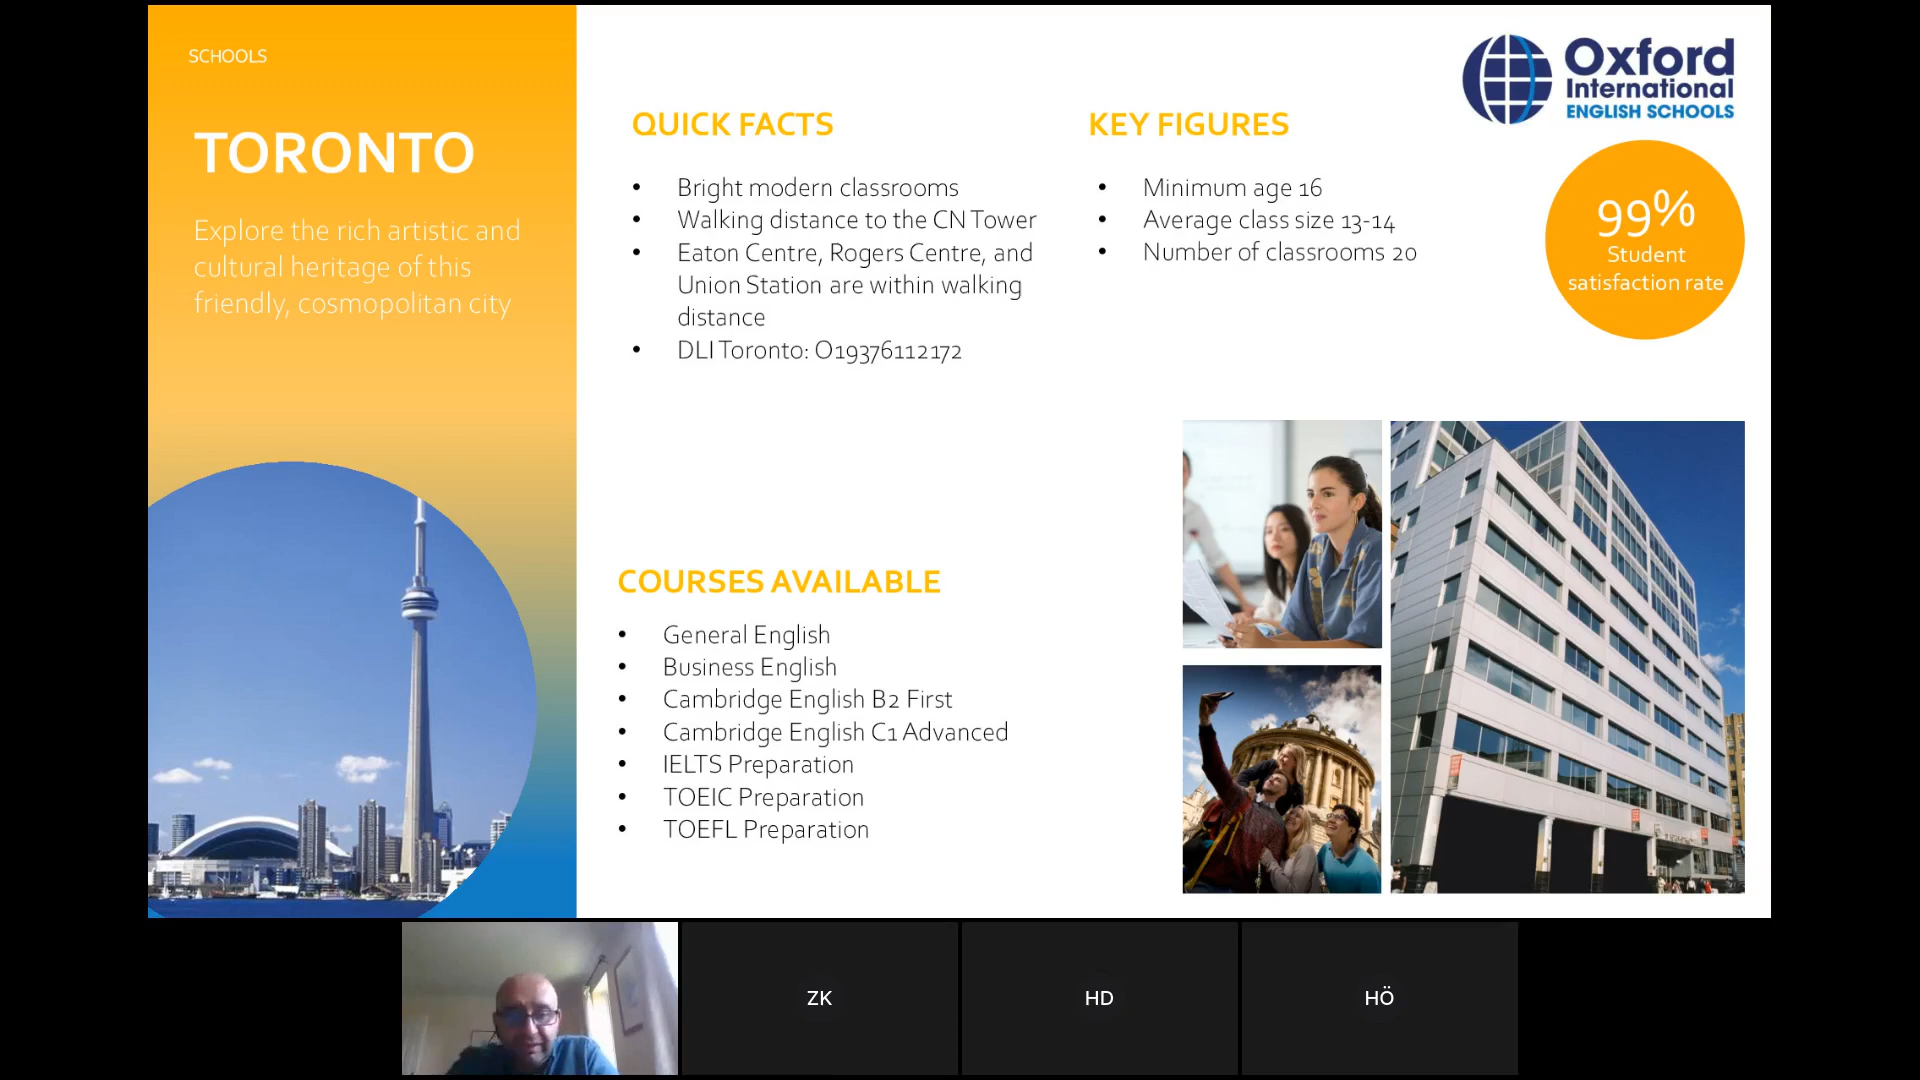 SCHOOLS
TORONTO
Explore the rich artistic and
cultural heritage of this
friendly, cosmopolitan city
QUICK FACTS
• Bright modern classrooms
• Walking distance to the CN Tower
• Eaton Centre, Rogers Centre, and
Union Station are within walking
distance
• DLI Toronto: O19376112172
KEY FIGURES
• Minimum age 16
• Average class size 13-14
• Number of classrooms 20
Oxford
International
ENGLISH SCHOOLS
99%
Student
satisfaction rate
COURSES AVAILABLE
• General English
• Business English
• Cambridge English B2 First
• Cambridge English C1 Advanced
• IELTS Preparation
• TOEIC Preparation
• TOEFL Preparation
ZK
HD
HÖ